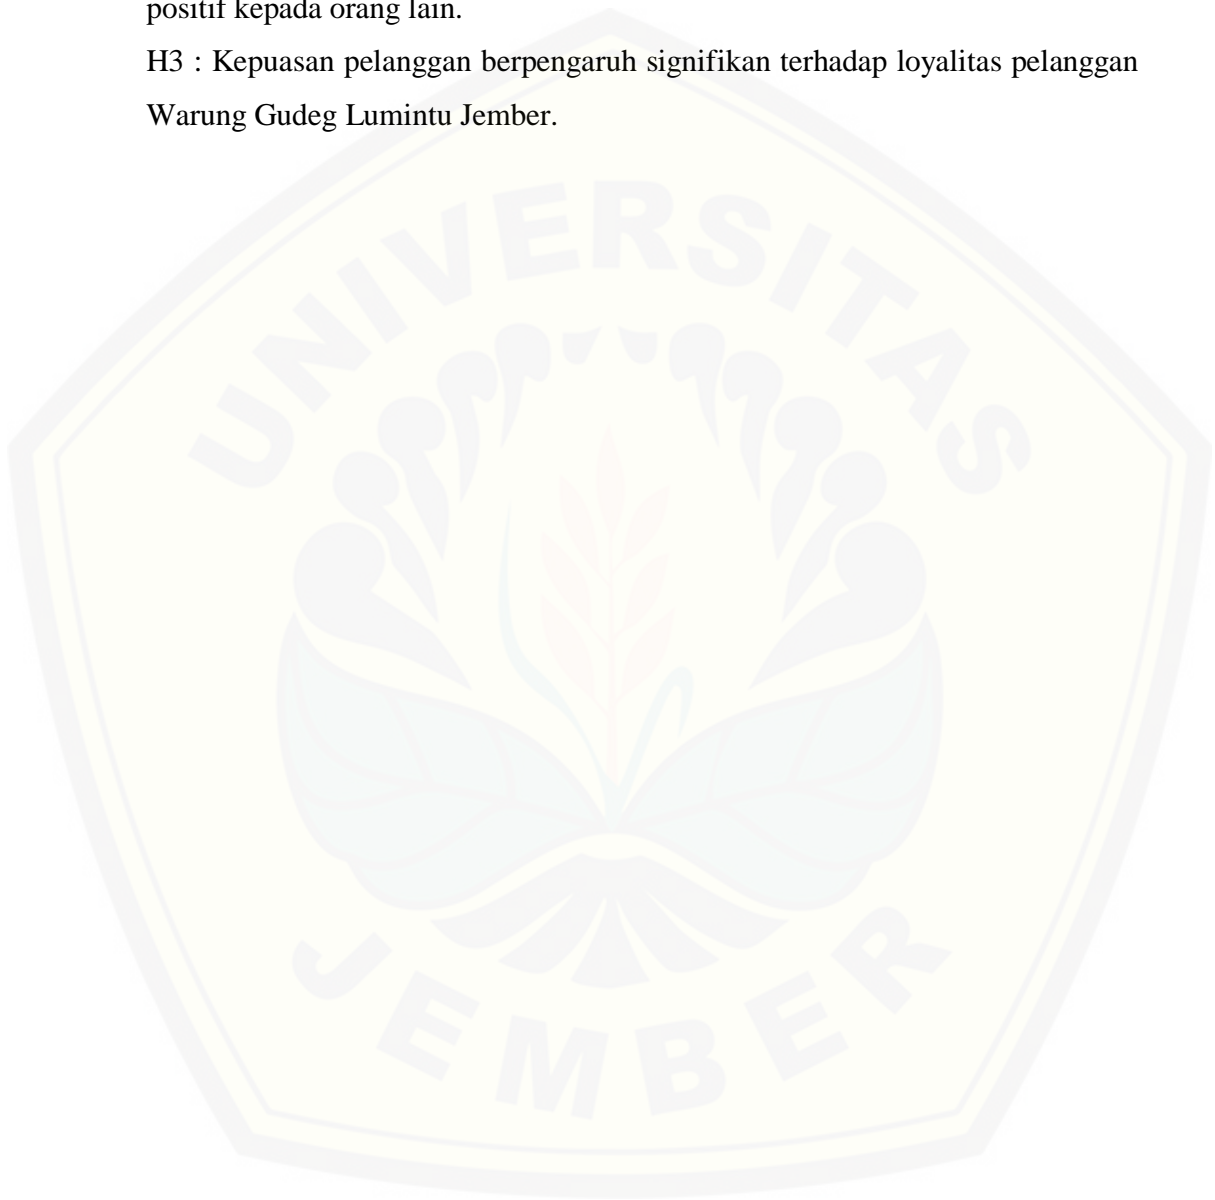 positif kepada orang lain.
H3 : Kepuasan pelanggan berpengaruh signifikan terhadap loyalitas pelanggan
Warung Gudeg Lumintu Jember.
UNIVERSITAS
JEMBER